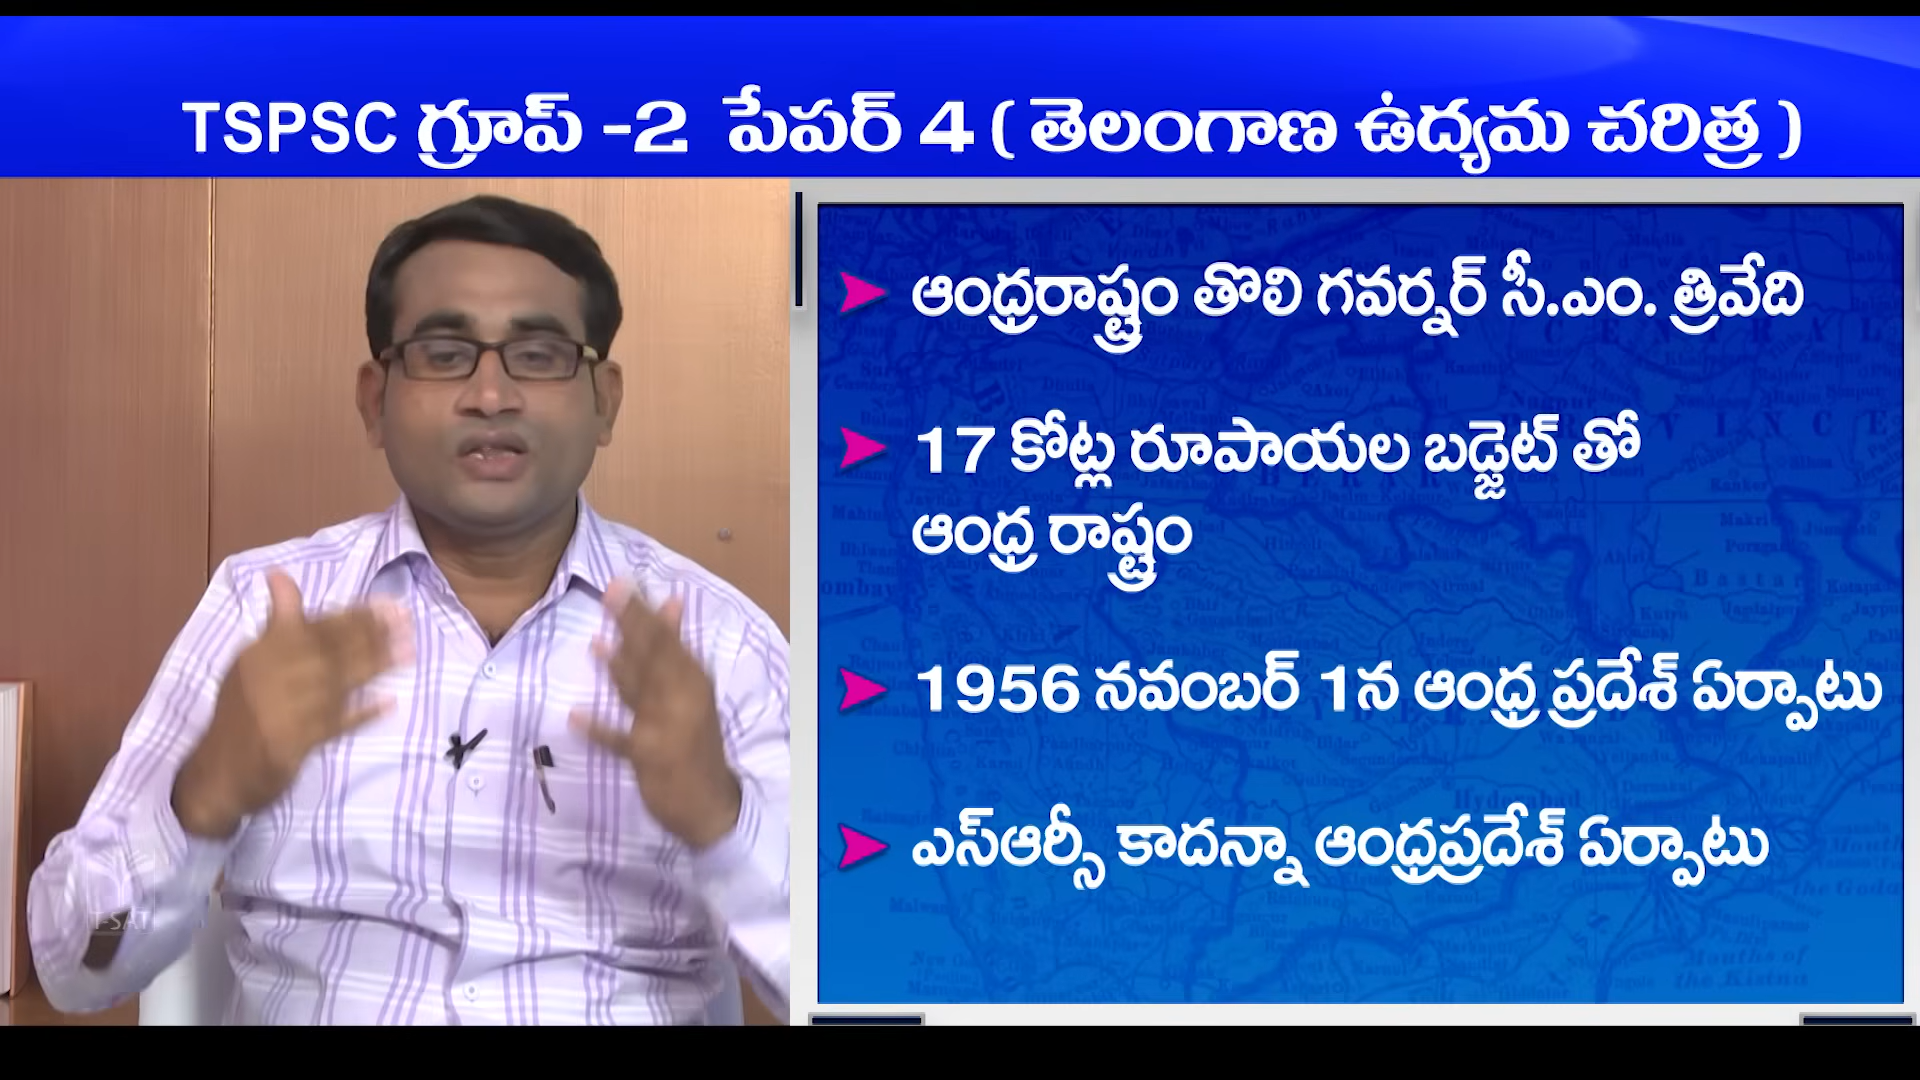 TSPSC గ్రూప్ -2 పేపర్ 4 ( తెలంగాణ ఉద్యమ చరిత్ర )
ఆంధ్రరాష్ట్రం తొలి గవర్నర్ సీ.ఎం. త్రివేది
17 కోట్ల రూపాయల బడ్జెట్ తో
ఆంధ్ర రాష్ట్రం
1956 నవంబర్ 1న ఆంధ్ర ప్రదేశ్ ఏర్పాటు
ఎస్ఆర్సీ కాదన్నా ఆంధ్రప్రదేశ్ ఏర్పాటు
T-SAT